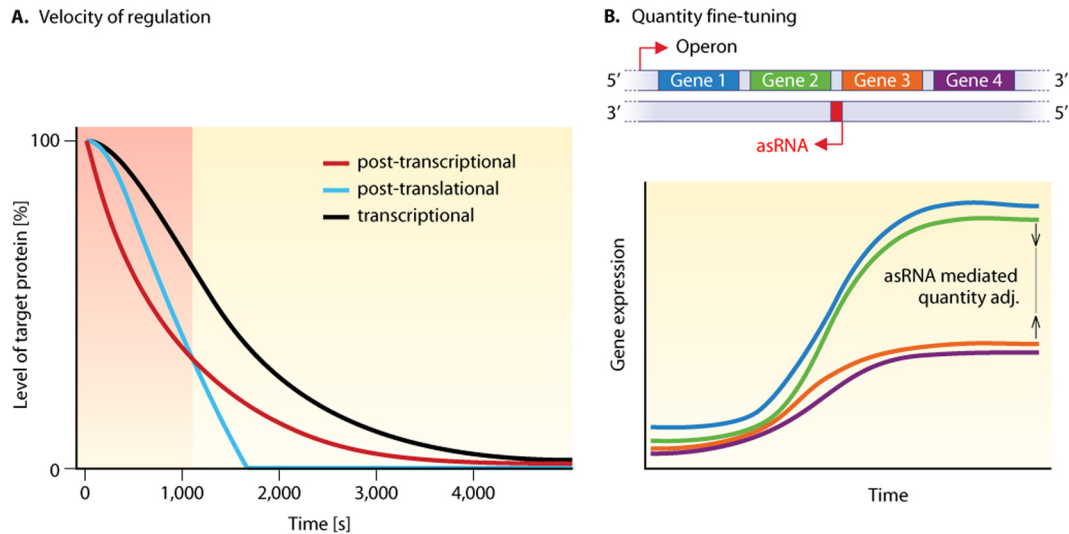 A. Velocity of regulation
100
0
Level of target protein [%]
post-transcriptional
post-translational
transcriptional
0
1,000
2,000
3,000
4,000
Time [s]
B. Quantity fine-tuning
Operon
5′
Gene 1
Gene 2
Gene 3
Gene 4
3′
3′
5′
asRNA
Gene expression
asRNA mediated
quantity adj.
Time